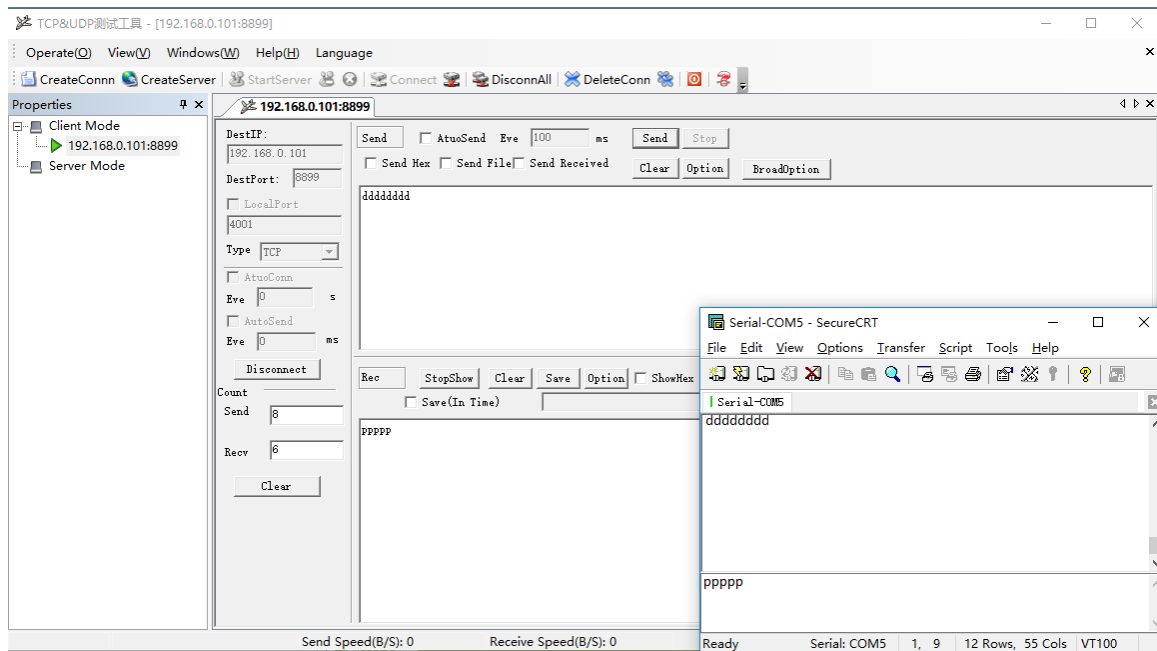 TCP&UDP测试工具 - [192.168.0.101:8899]
Operate(O) View(V) Windows(W) Help(H) Language
CreateConnn CreateServer StartServer Connect DisconnAll DeleteConn
Properties
Client Mode
192.168.0.101:8899
Server Mode
192.168.0.101:8899
DestIP:
192.168.0.101
DestPort: 8899
LocalPort
4001
Type TCP
AtuoConn
Eve 0 s
AutoSend
Eve 0 ms
Disconnect
Count
Send 8
Recv 6
Clear
Send AtuoSend Eve 100 ms Send Stop
Send Hex Send File Send Received Clear Option BroadOption
dddddddd
Rec StopShow Clear Save Option ShowHex
Save(In Time)
ppppp
Send Speed(B/S): 0 Receive Speed(B/S): 0
Serial-COM5 - SecureCRT
File Edit View Options Transfer Script Tools Help
Serial-COM5
dddddddd
ppppp
Ready Serial: COM5 1, 9 12 Rows, 55 Cols VT100